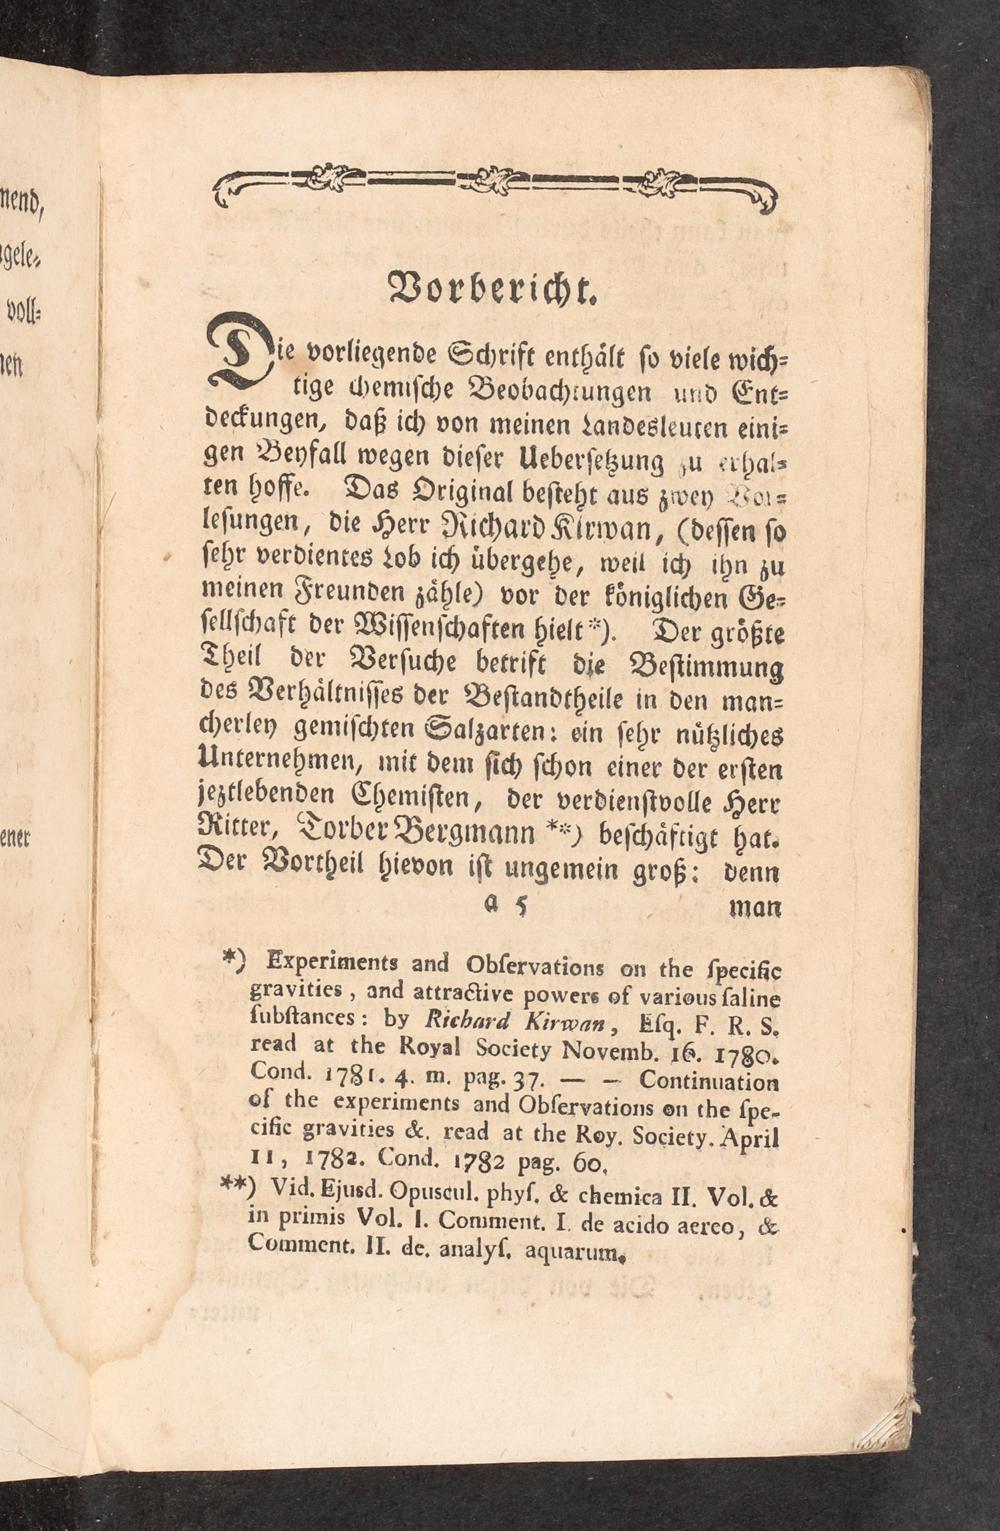 nend,
gele-
voll-
nen
ener
Vorbericht.
Die vorliegende Schrift enthält so viele wich-
tige chemische Beobachtungen und Ent-
deckungen, daß ich von meinen Landesleuten eini-
gen Beyfall wegen dieser Uebersetzung zu erhal-
ten hoffe. Das Original besteht aus zwey Vor-
lesungen, die Herr Richard Kirwan, (dessen so
sehr verdientes Lob ich übergehe, weil ich ihn zu
meinen Freunden zähle) vor der königlichen Ge-
sellschaft der Wissenschaften hielt*). Der größte
Theil der Versuche betrift die Bestimmung
des Verhältnisses der Bestandtheile in den man-
cherley gemischten Salzarten: ein sehr nützliches
Unternehmen, mit dem sich schon einer der ersten
jeztlebenden Chemisten, der verdienstvolle Herr
Ritter, Torber Bergmann **) beschäftigt hat.
Der Vortheil hievon ist ungemein groß: denn
a 5 man
*) Experiments and Obſervations on the ſpecific
gravities, and attractive powers of various ſaline
ſubſtances: by Richard Kirwan, Eſq. F. R. S.
read at the Royal Society Novemb. 16. 1780.
Cond. 1781. 4. m. pag. 37. — — Continuation
of the experiments and Obſervations on the ſpe-
cific gravities &. read at the Roy. Society. April
11, 1782. Cond. 1782 pag. 60.
**) Vid. Ejusd. Opuscul. phyſ. & chemica II. Vol. &
in primis Vol. I. Comment. I. de acido aereo, &
Comment. II. de. analyſ. aquarum.